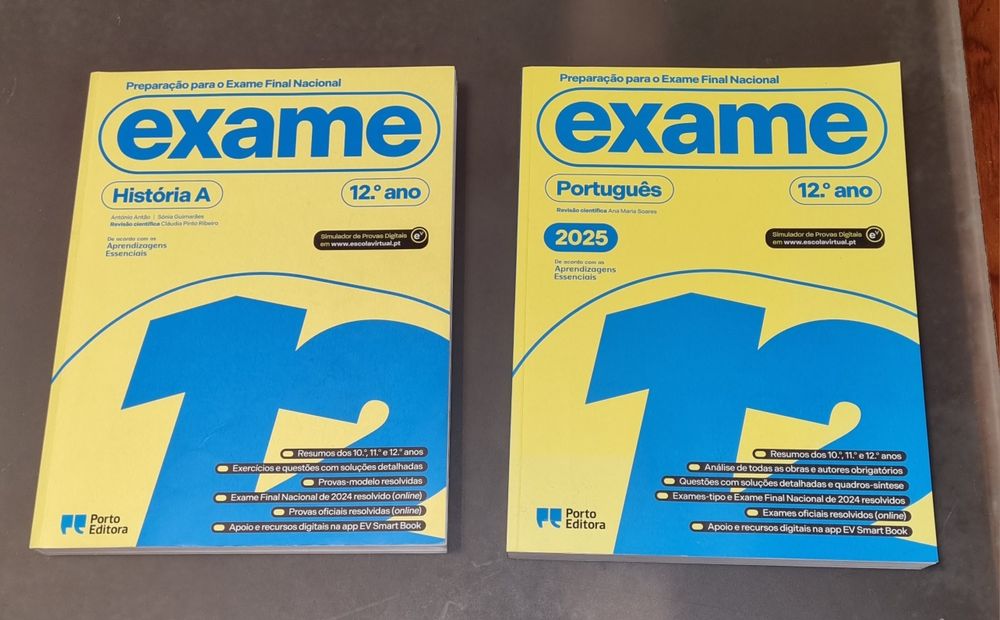 Preparação para o Exame Final Nacional
exame
História A
12.º ano
Antónia Antão | Sónia Guimarães
Revisão científica Cláudia Pinto Ribeiro
Simulador de Provas Digitais
em www.escolavirtual.pt
eV
De acordo com as
Aprendizagens
Essenciais
12
Resumos dos 10.º, 11.º e 12.º anos
Exercícios e questões com soluções detalhadas
Provas-modelo resolvidas
Exame Final Nacional de 2024 resolvido (online)
Provas oficiais resolvidas (online)
Apoio e recursos digitais na app EV Smart Book
Porto
Editora
Preparação para o Exame Final Nacional
exame
Português
12.º ano
Revisão científica Ana Maria Soares
2025
Simulador de Provas Digitais
em www.escolavirtual.pt
eV
De acordo com as
Aprendizagens
Essenciais
12
Resumos dos 10.º, 11.º e 12.º anos
Análise de todas as obras e autores obrigatórios
Questões com soluções detalhadas e quadros-síntese
Exames-tipo e Exame Final Nacional de 2024 resolvidos
Exames oficiais resolvidos (online)
Apoio e recursos digitais na app EV Smart Book
Porto
Editora